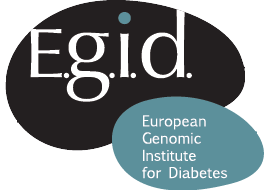 E.g.i.d.
European
Genomic
Institute
for Diabetes